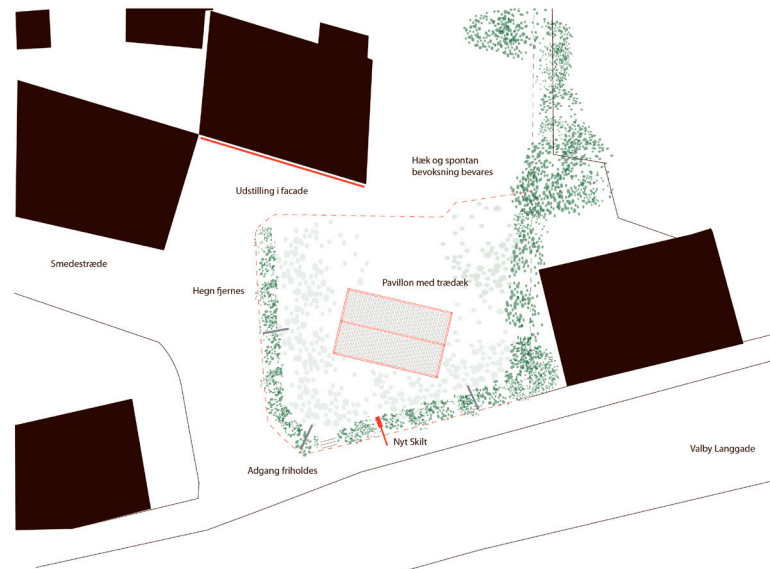 Hæk og spontan
bevoksning bevares
Udstilling i facade
Smedestræde
Hegn fjernes
Pavillon med trædæk
Nyt Skilt
Valby Langgade
Adgang friholdes